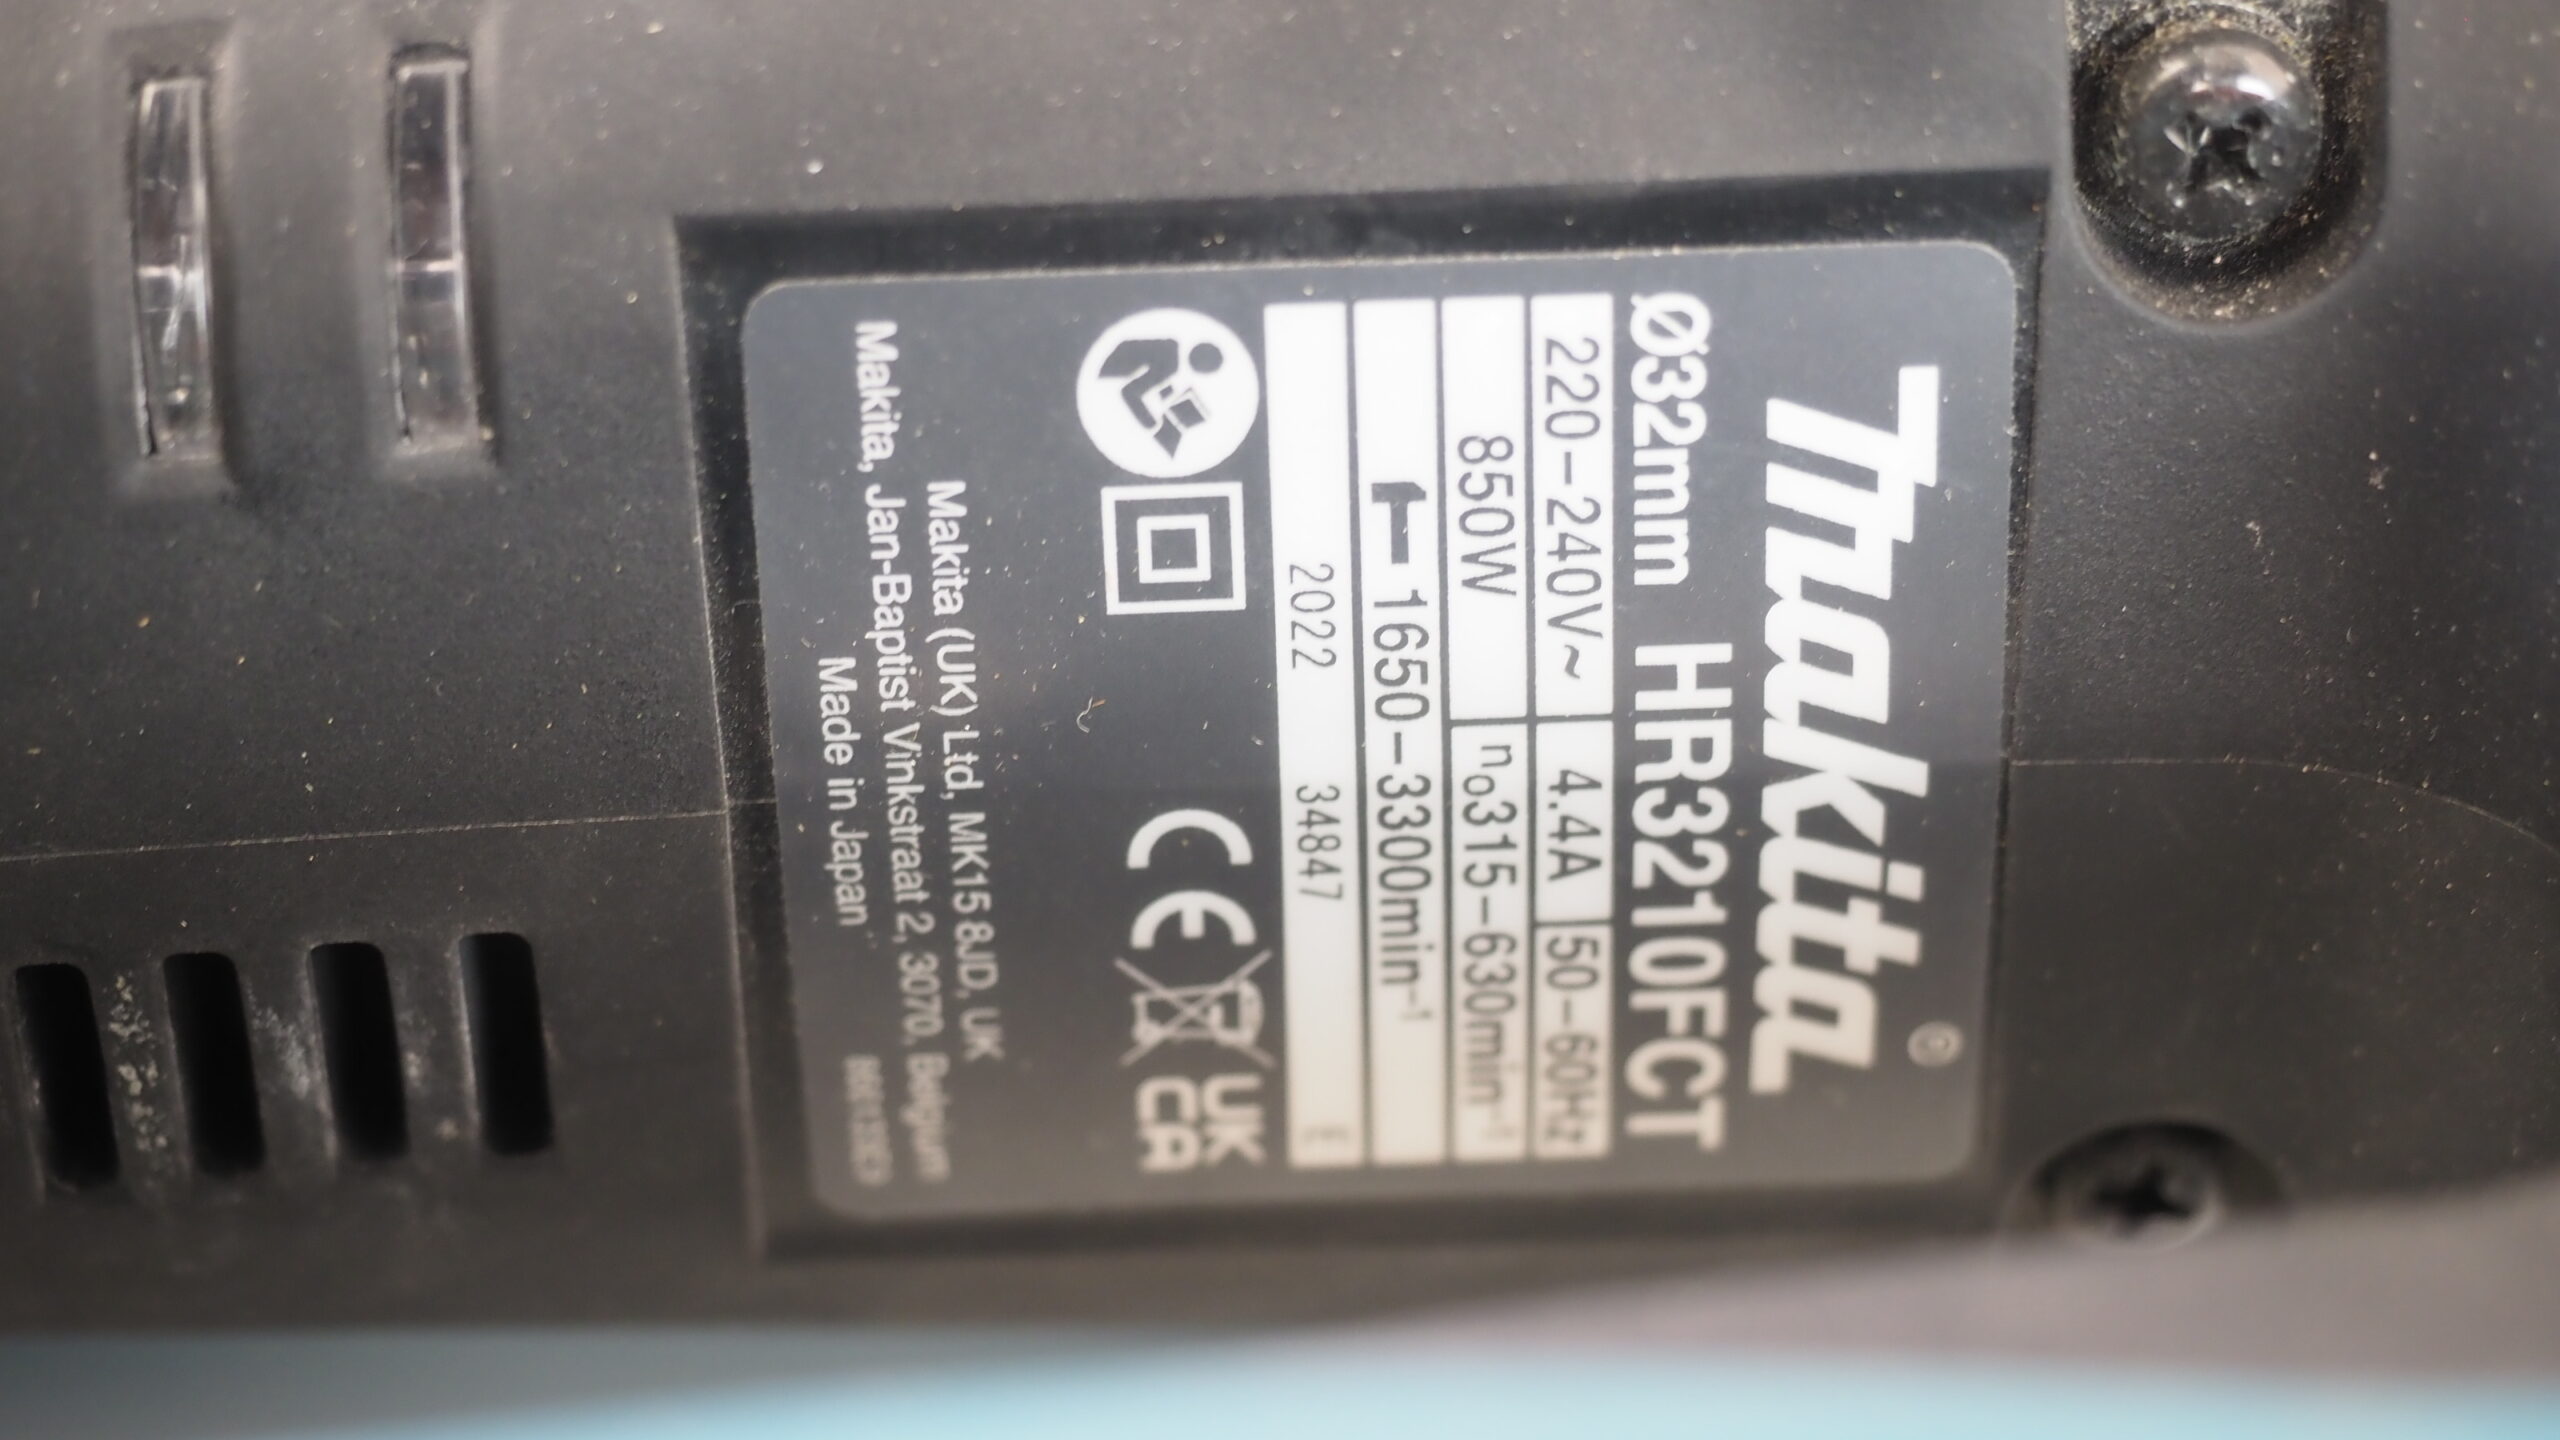 Makita®
Ø32mm HR3210FCT
220-240V~ 4.4A 50-60Hz
850W n₀315-630min⁻¹
1650-3300min⁻¹
2022 34847 E
CE UK CA
Makita (UK) Ltd, MK15 8JD, UK
Makita, Jan-Baptist Vinkstraat 2, 3070, Belgium
Made in Japan